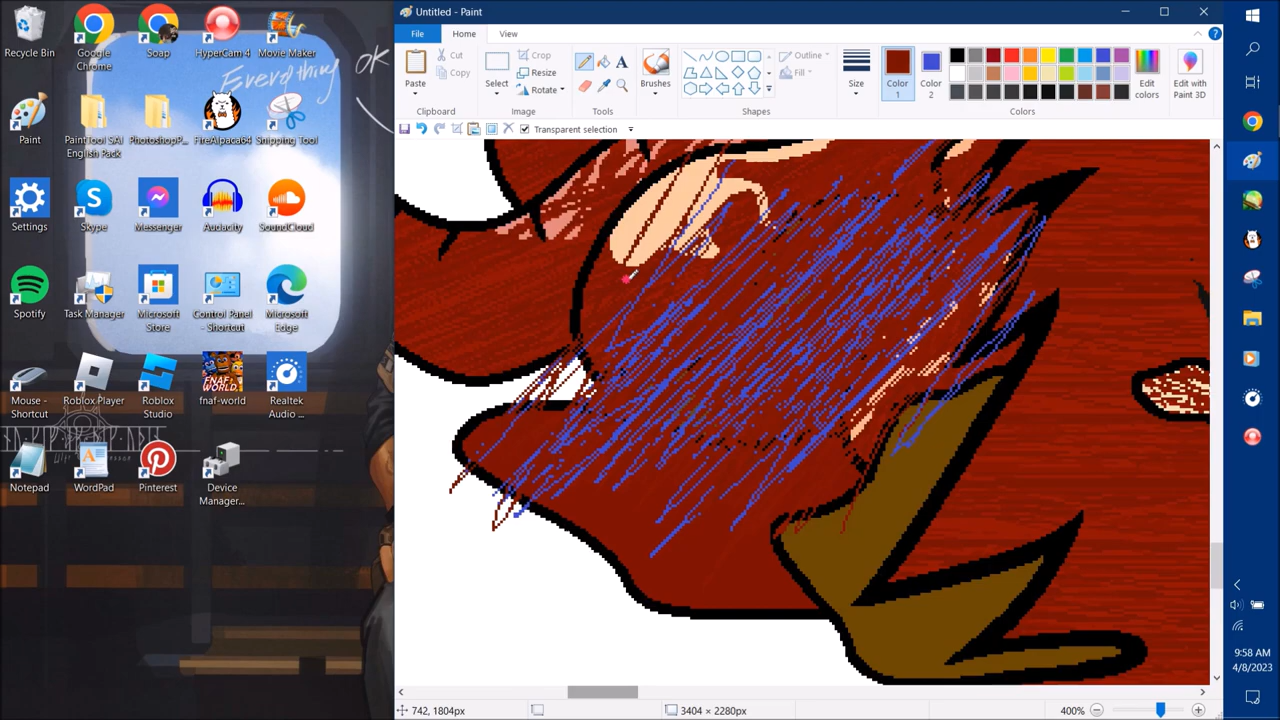 Recycle Bin
Google Chrome
Soap
HyperCam 4
Movie Maker
Everything
ok
Paint
PaintTool SAI English Pack
PhotoshopP...
FireAlpaca64
Snipping Tool
Settings
Skype
Messenger
Audacity
SoundCloud
Spotify
Task Manager
Microsoft Store
Control Panel - Shortcut
Microsoft Edge
Mouse - Shortcut
Roblox Player
Roblox Studio
FNAF WORLD
fnaf-world
Realtek Audio ...
Notepad
WordPad
Pinterest
Device Manager...
Untitled - Paint
File
Home
View
Paste
Cut
Copy
Clipboard
Select
Crop
Resize
Rotate
Image
A
Tools
Brushes
Shapes
Outline
Fill
Size
Color 1
Color 2
Colors
Edit colors
Edit with Paint 3D
Transparent selection
742, 1804px
3404 × 2280px
400%
9:58 AM
4/8/2023